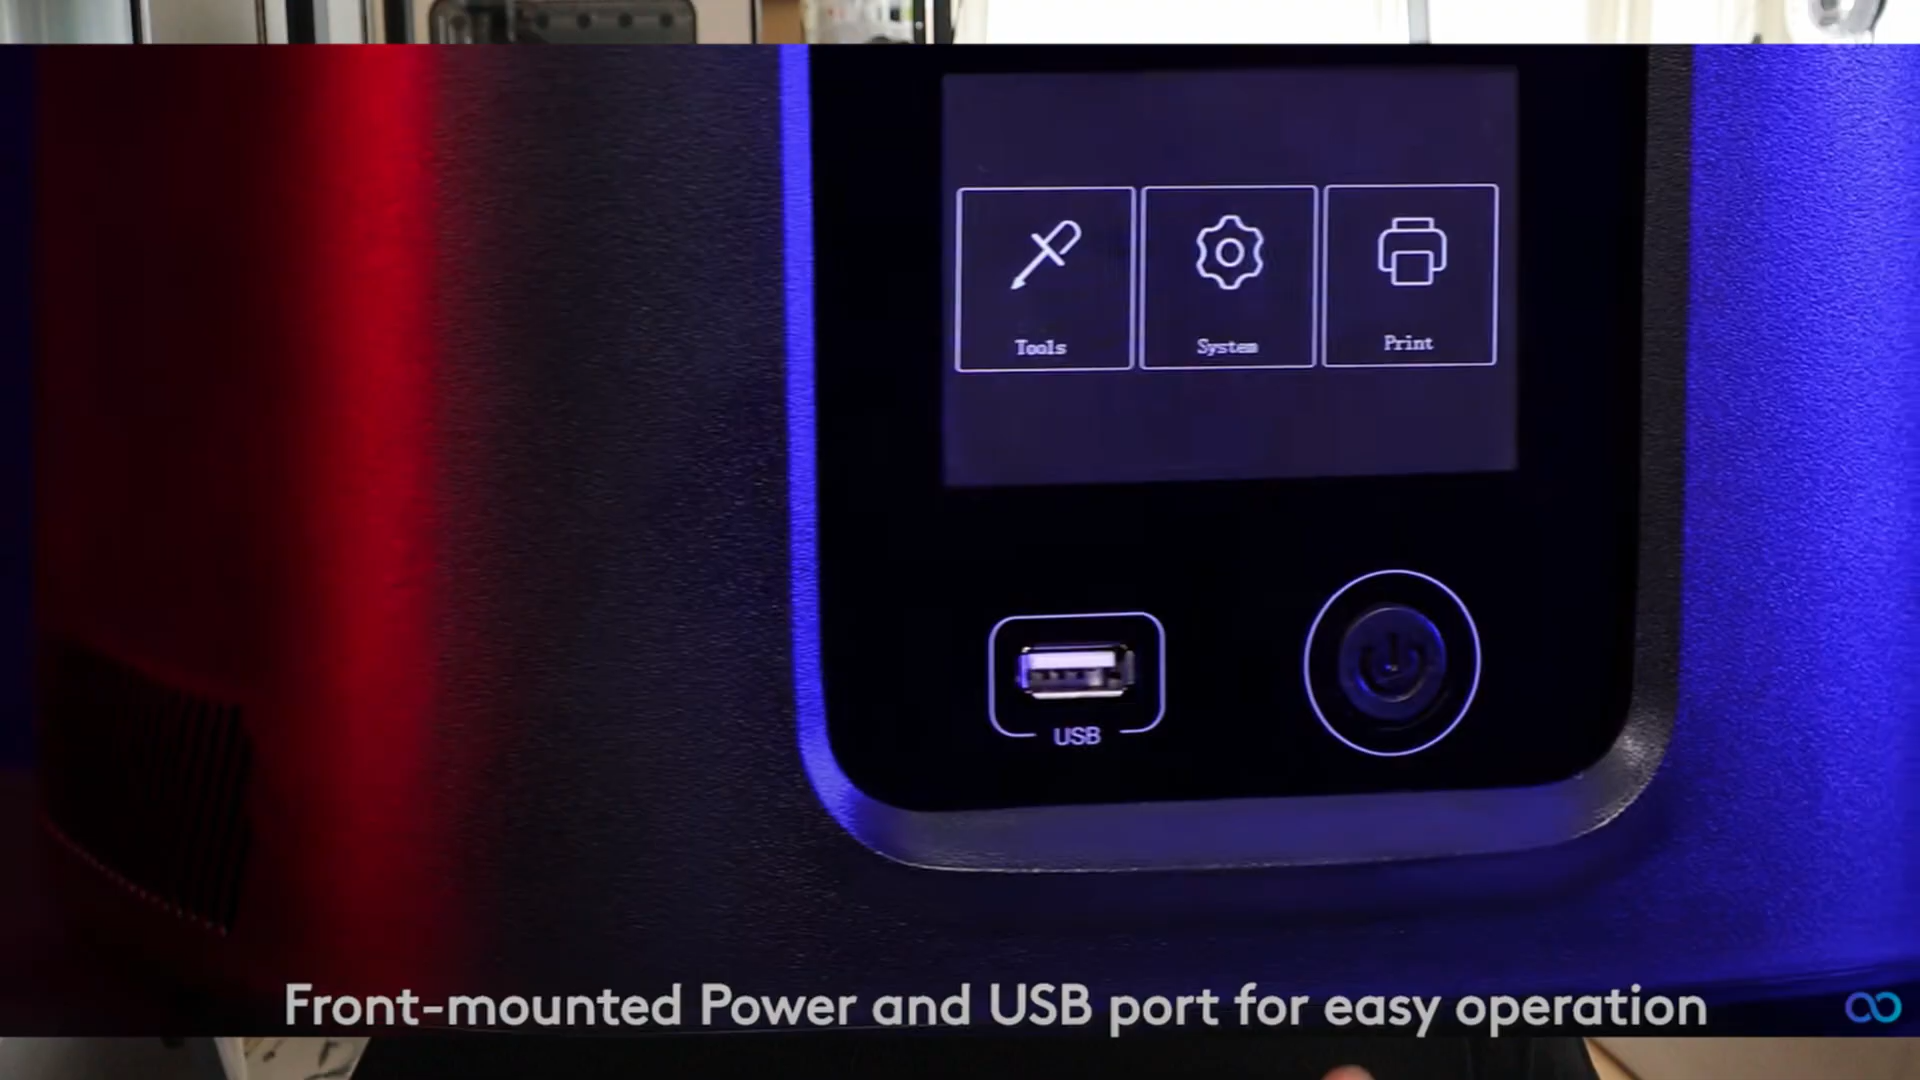 Tools
System
Print
USB
Front-mounted Power and USB port for easy operation